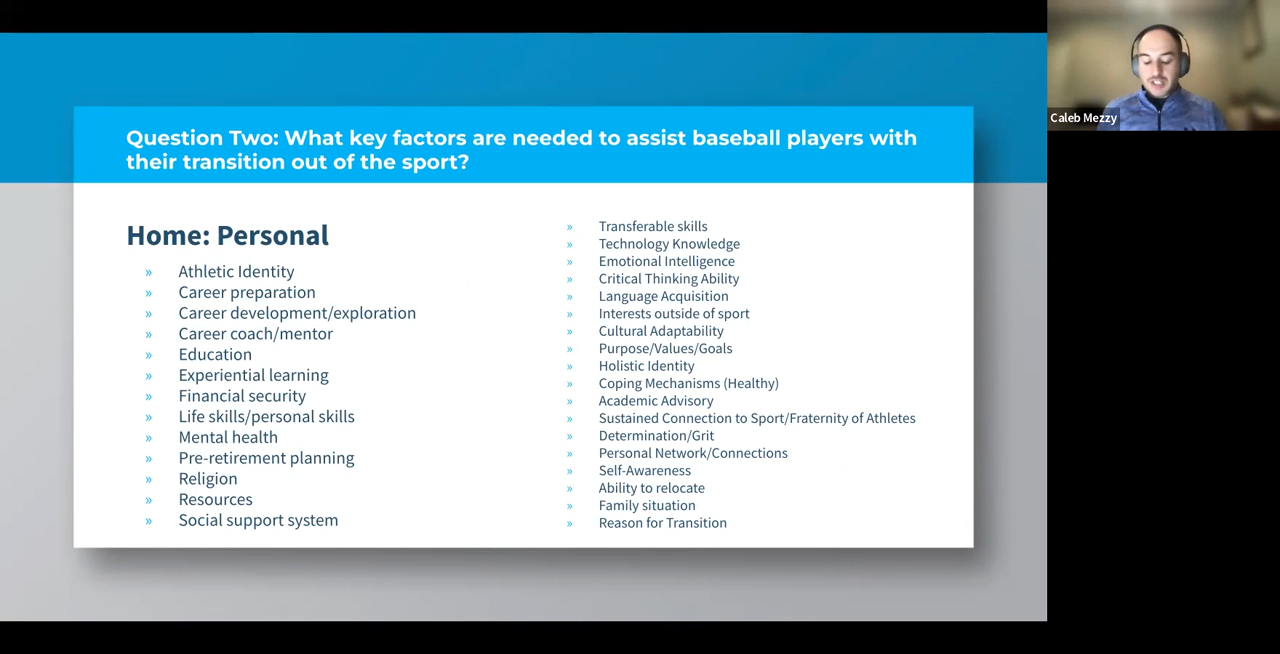 Question Two: What key factors are needed to assist baseball players with
their transition out of the sport?
Home: Personal
» Athletic Identity
» Career preparation
» Career development/exploration
» Career coach/mentor
» Education
» Experiential learning
» Financial security
» Life skills/personal skills
» Mental health
» Pre-retirement planning
» Religion
» Resources
» Social support system
» Transferable skills
» Technology Knowledge
» Emotional Intelligence
» Critical Thinking Ability
» Language Acquisition
» Interests outside of sport
» Cultural Adaptability
» Purpose/Values/Goals
» Holistic Identity
» Coping Mechanisms (Healthy)
» Academic Advisory
» Sustained Connection to Sport/Fraternity of Athletes
» Determination/Grit
» Personal Network/Connections
» Self-Awareness
» Ability to relocate
» Family situation
» Reason for Transition
Caleb Mezzy